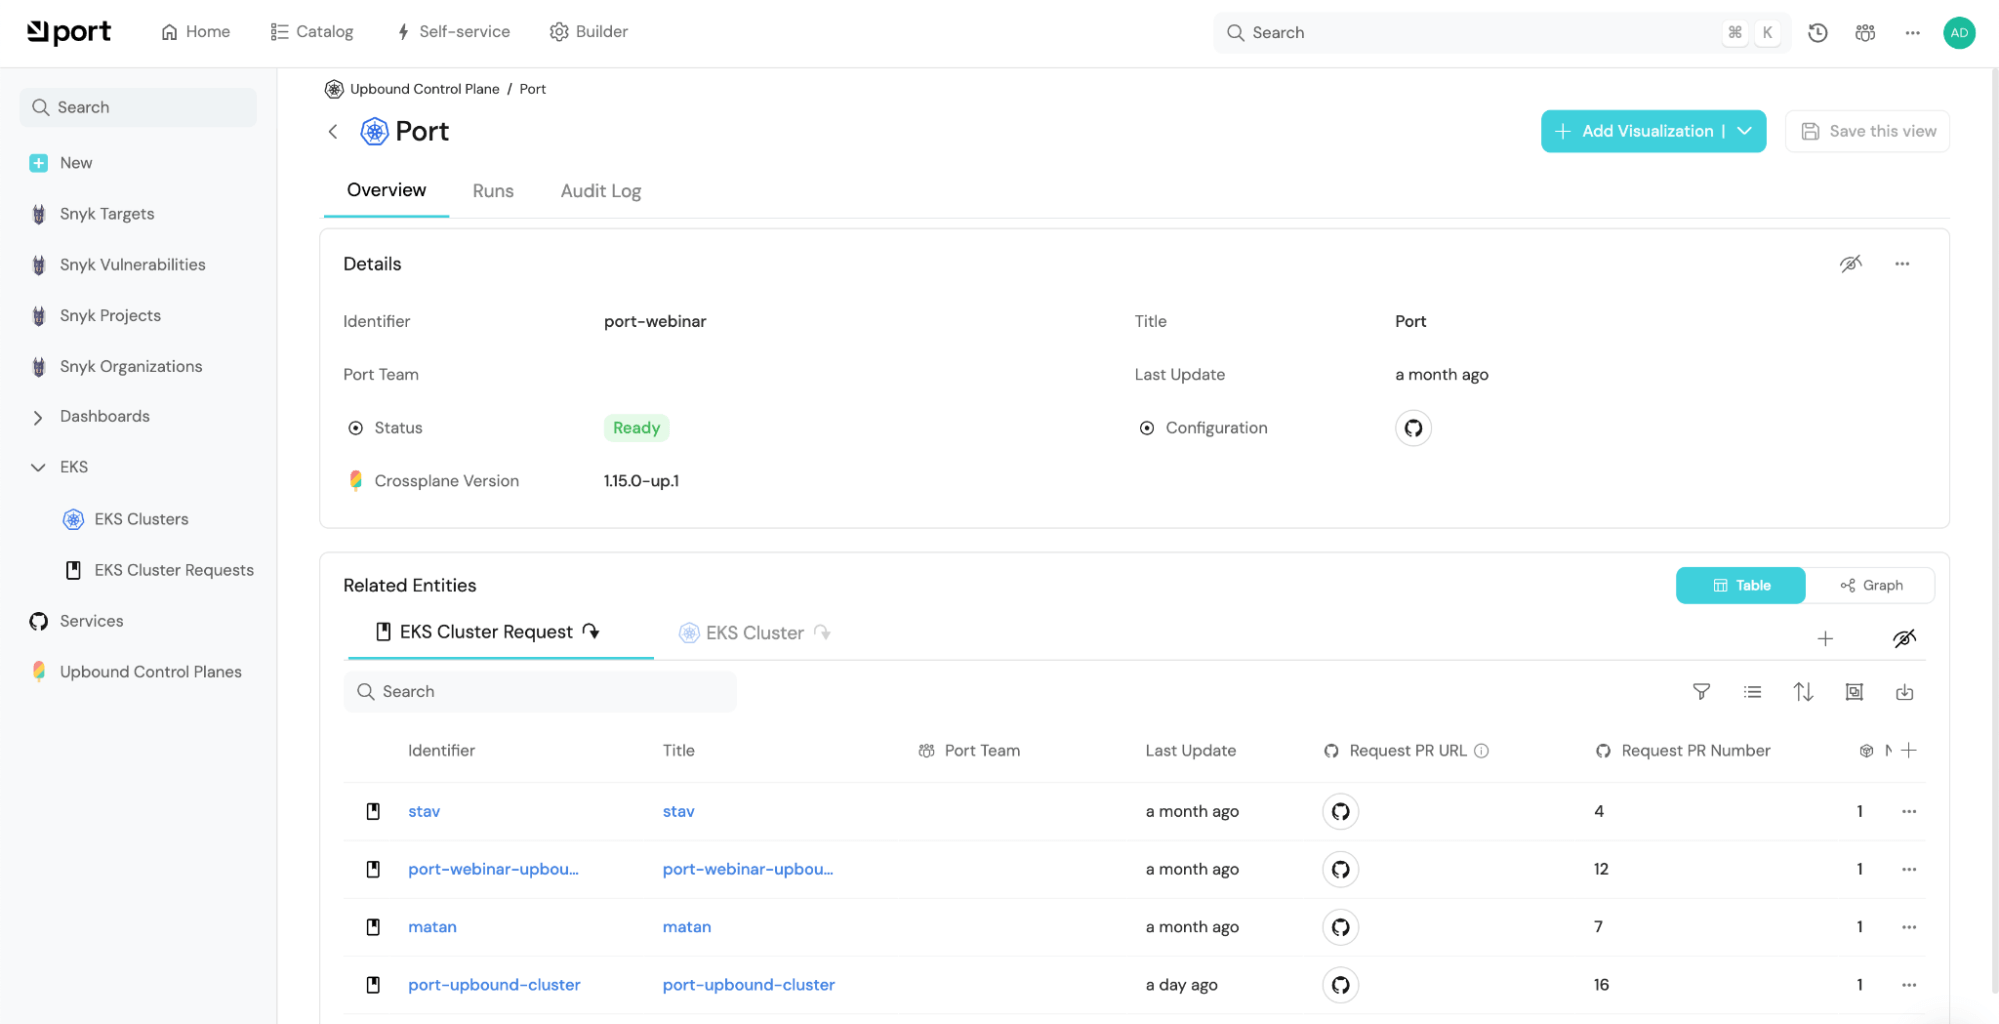 port
Home
Catalog
Self-service
Builder
Search
⌘
K
AD
Search
New
Snyk Targets
Snyk Vulnerabilities
Snyk Projects
Snyk Organizations
Dashboards
EKS
EKS Clusters
EKS Cluster Requests
Services
Upbound Control Planes
Upbound Control Plane / Port
Port
Add Visualization |
Save this view
Overview
Runs
Audit Log
Details
Identifier port-webinar
Title Port
Port Team
Last Update a month ago
Status Ready
Configuration
Crossplane Version 1.15.0-up.1
Related Entities
Table
Graph
EKS Cluster Request
EKS Cluster
Search
Identifier Title Port Team Last Update Request PR URL Request PR Number N
stav stav a month ago 4 1
port-webinar-upbou... port-webinar-upbou... a month ago 12 1
matan matan a month ago 7 1
port-upbound-cluster port-upbound-cluster a day ago 16 1